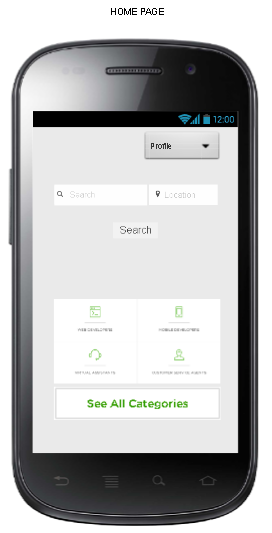 HOME PAGE
12:00
Profile
Search
Location
Search
WEB DEVELOPERS
MOBILE DEVELOPERS
VIRTUAL ASSISTANTS
CUSTOMER SERVICE AGENTS
See All Categories